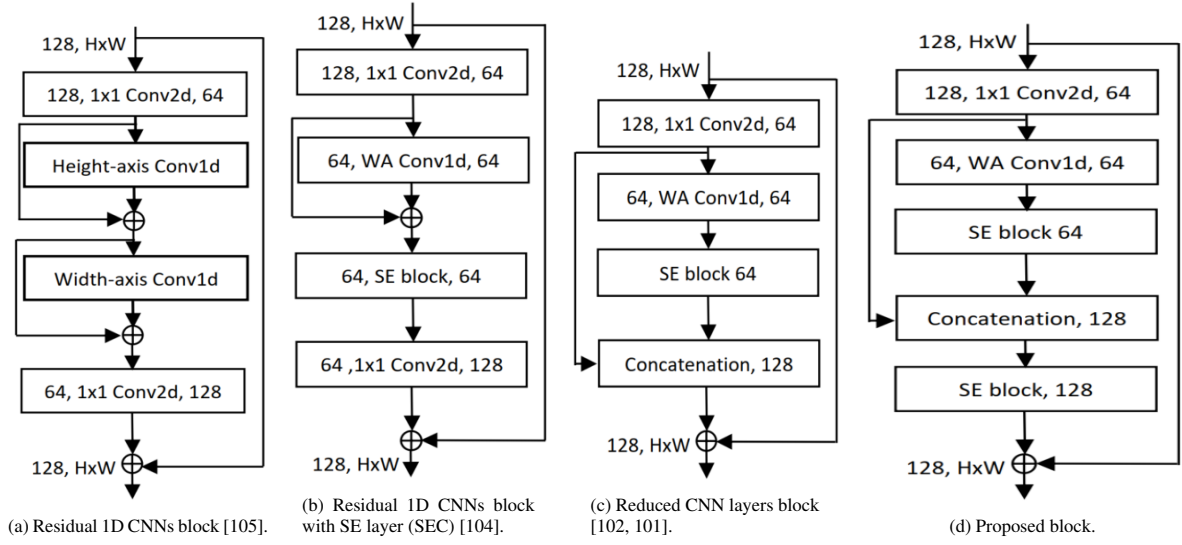 128, HxW
128, 1x1 Conv2d, 64
Height-axis Conv1d
Width-axis Conv1d
64, 1x1 Conv2d, 128
128, HxW
(a) Residual 1D CNNs block [105].
128, HxW
128, 1x1 Conv2d, 64
64, WA Conv1d, 64
64, SE block, 64
64 ,1x1 Conv2d, 128
128, HxW
(b) Residual 1D CNNs block
with SE layer (SEC) [104].
128, HxW
128, 1x1 Conv2d, 64
64, WA Conv1d, 64
SE block 64
Concatenation, 128
128, HxW
(c) Reduced CNN layers block
[102, 101].
128, HxW
128, 1x1 Conv2d, 64
64, WA Conv1d, 64
SE block 64
Concatenation, 128
SE block, 128
128, HxW
(d) Proposed block.